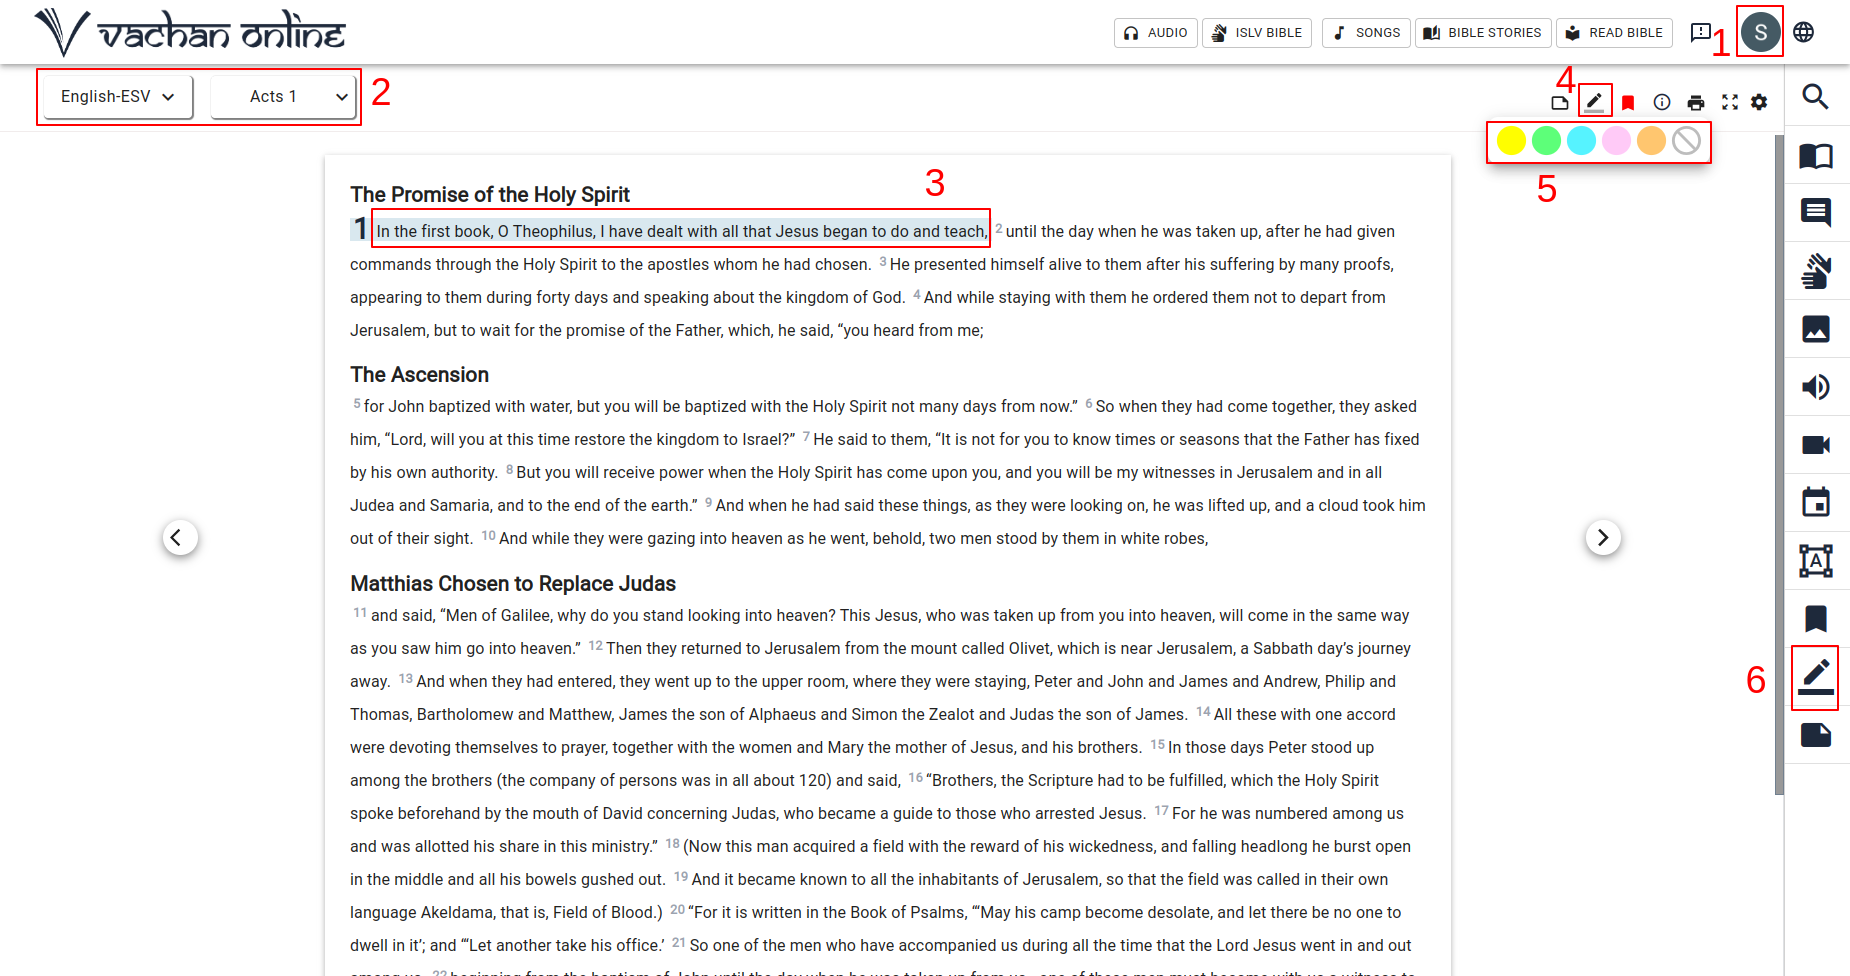 vachan online
AUDIO ISLV BIBLE SONGS BIBLE STORIES READ BIBLE 1 S
English-ESV Acts 1 2
4
5
The Promise of the Holy Spirit 3
1 In the first book, O Theophilus, I have dealt with all that Jesus began to do and teach, 2 until the day when he was taken up, after he had given
commands through the Holy Spirit to the apostles whom he had chosen. 3 He presented himself alive to them after his suffering by many proofs,
appearing to them during forty days and speaking about the kingdom of God. 4 And while staying with them he ordered them not to depart from
Jerusalem, but to wait for the promise of the Father, which, he said, “you heard from me;
The Ascension
5 for John baptized with water, but you will be baptized with the Holy Spirit not many days from now.” 6 So when they had come together, they asked
him, “Lord, will you at this time restore the kingdom to Israel?” 7 He said to them, “It is not for you to know times or seasons that the Father has fixed
by his own authority. 8 But you will receive power when the Holy Spirit has come upon you, and you will be my witnesses in Jerusalem and in all
Judea and Samaria, and to the end of the earth.” 9 And when he had said these things, as they were looking on, he was lifted up, and a cloud took him
out of their sight. 10 And while they were gazing into heaven as he went, behold, two men stood by them in white robes,
Matthias Chosen to Replace Judas
11 and said, “Men of Galilee, why do you stand looking into heaven? This Jesus, who was taken up from you into heaven, will come in the same way
as you saw him go into heaven.” 12 Then they returned to Jerusalem from the mount called Olivet, which is near Jerusalem, a Sabbath day’s journey
away. 13 And when they had entered, they went up to the upper room, where they were staying, Peter and John and James and Andrew, Philip and
Thomas, Bartholomew and Matthew, James the son of Alphaeus and Simon the Zealot and Judas the son of James. 14 All these with one accord
were devoting themselves to prayer, together with the women and Mary the mother of Jesus, and his brothers. 15 In those days Peter stood up
among the brothers (the company of persons was in all about 120) and said, 16 “Brothers, the Scripture had to be fulfilled, which the Holy Spirit
spoke beforehand by the mouth of David concerning Judas, who became a guide to those who arrested Jesus. 17 For he was numbered among us
and was allotted his share in this ministry.” 18 (Now this man acquired a field with the reward of his wickedness, and falling headlong he burst open
in the middle and all his bowels gushed out. 19 And it became known to all the inhabitants of Jerusalem, so that the field was called in their own
language Akeldama, that is, Field of Blood.) 20 “For it is written in the Book of Psalms, “‘May his camp become desolate, and let there be no one to
dwell in it’; and “‘Let another take his office.’ 21 So one of the men who have accompanied us during all the time that the Lord Jesus went in and out
among us, 22 beginning from the baptism of John until the day when he was taken up from us—one of these men must become with us a witness to
A
6